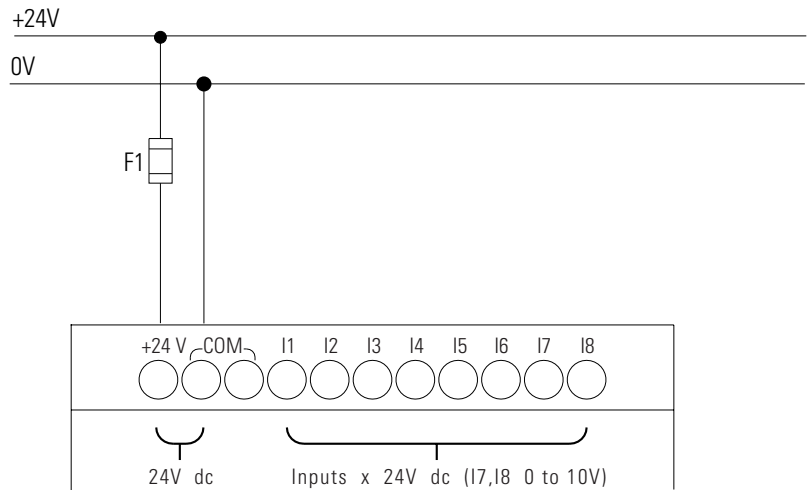 +24V
0V
F1
+24 V COM I1 I2 I3 I4 I5 I6 I7 I8
24V dc Inputs x 24V dc (I7,I8 0 to 10V)